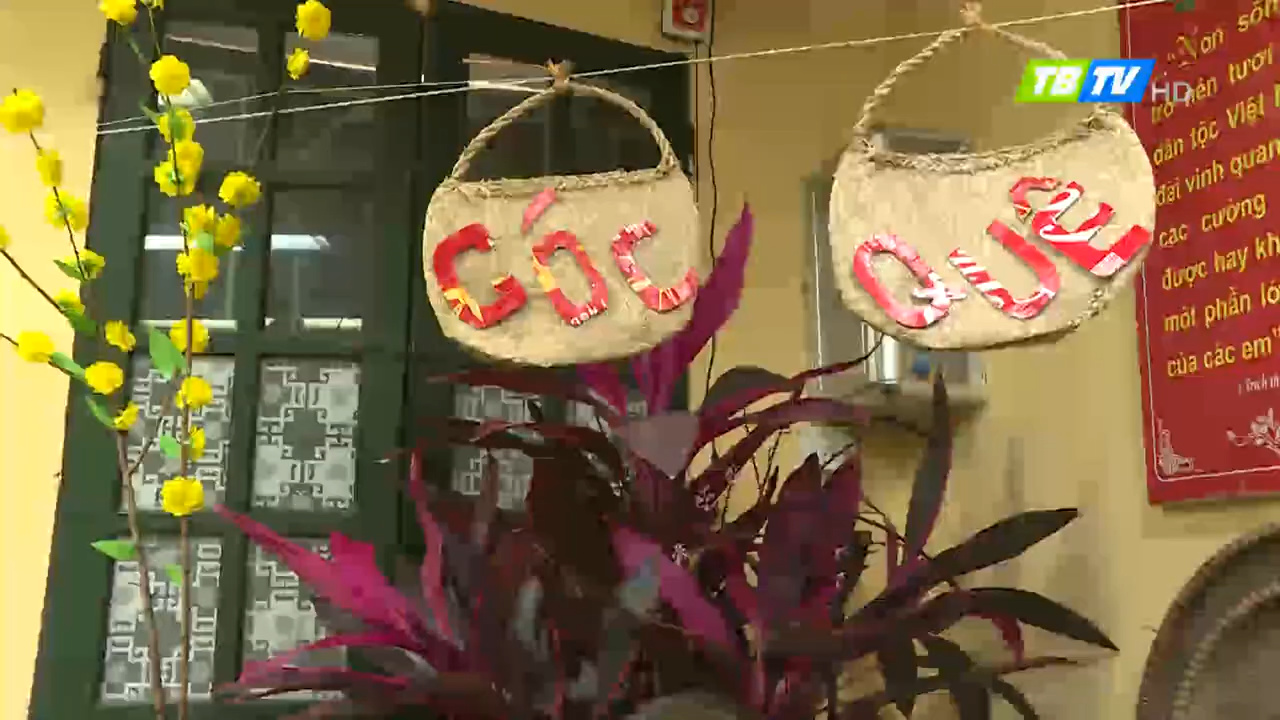 GÓC
QUÊ
TBTV HD
non sôn
trở nên tươi
dân tộc Việt
đài vinh quan
các cường
được hay kh
một phần lớ
của các em